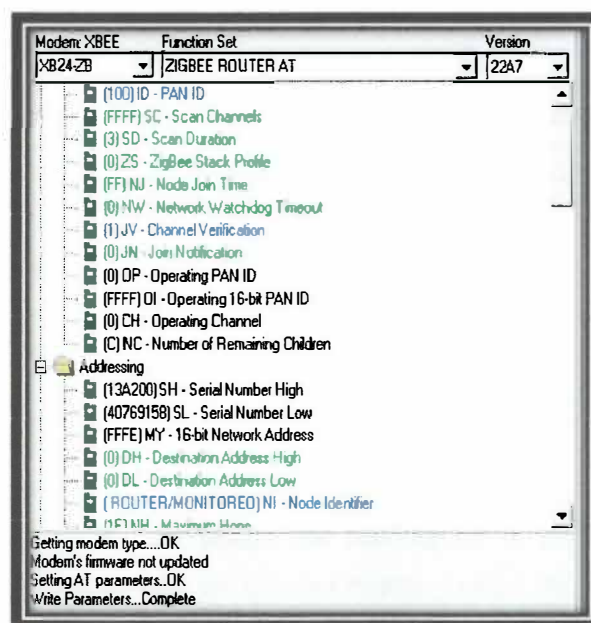 Modem: XBEE Function Set Version
XB24-ZB ZIGBEE ROUTER AT 22A7
(100) ID - PAN ID
(FFFF) SC - Scan Channels
(3) SD - Scan Duration
(0) ZS - ZigBee Stack Profile
(FF) NJ - Node Join Time
(0) NW - Network Watchdog Timeout
(1) JV - Channel Verification
(0) JN - Join Notification
(0) OP - Operating PAN ID
(FFFF) OI - Operating 16-bit PAN ID
(0) CH - Operating Channel
(C) NC - Number of Remaining Children
Addressing
(13A200) SH - Serial Number High
(40769158) SL - Serial Number Low
(FFFE) MY - 16-bit Network Address
(0) DH - Destination Address High
(0) DL - Destination Address Low
( ROUTER/MONITOREO) NI - Node Identifier
(1E) NH - Maximum Hops
Getting modem type....OK
Modem's firmware not updated
Setting AT parameters..OK
Write Parameters...Complete